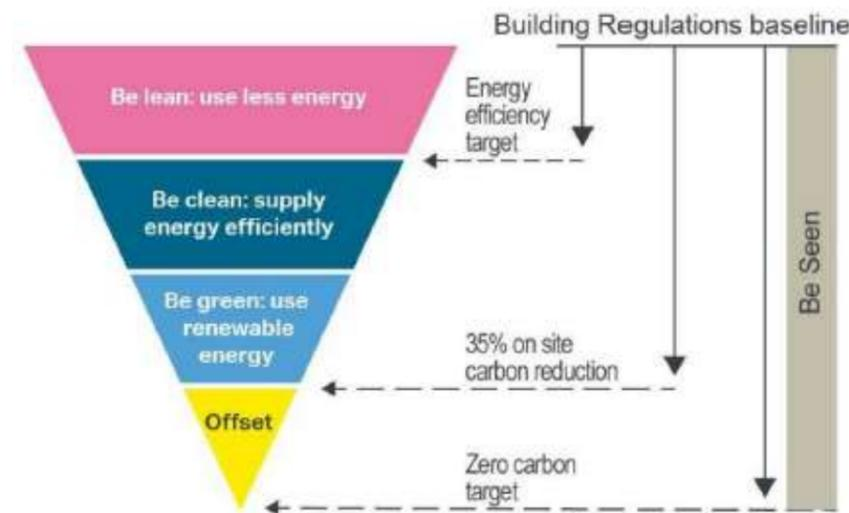 Building Regulations baseline
Be lean: use less energy
Energy
efficiency
target
Be clean: supply
energy efficiently
Be green: use
renewable
energy
35% on site
carbon reduction
Offset
Zero carbon
target
Be Seen